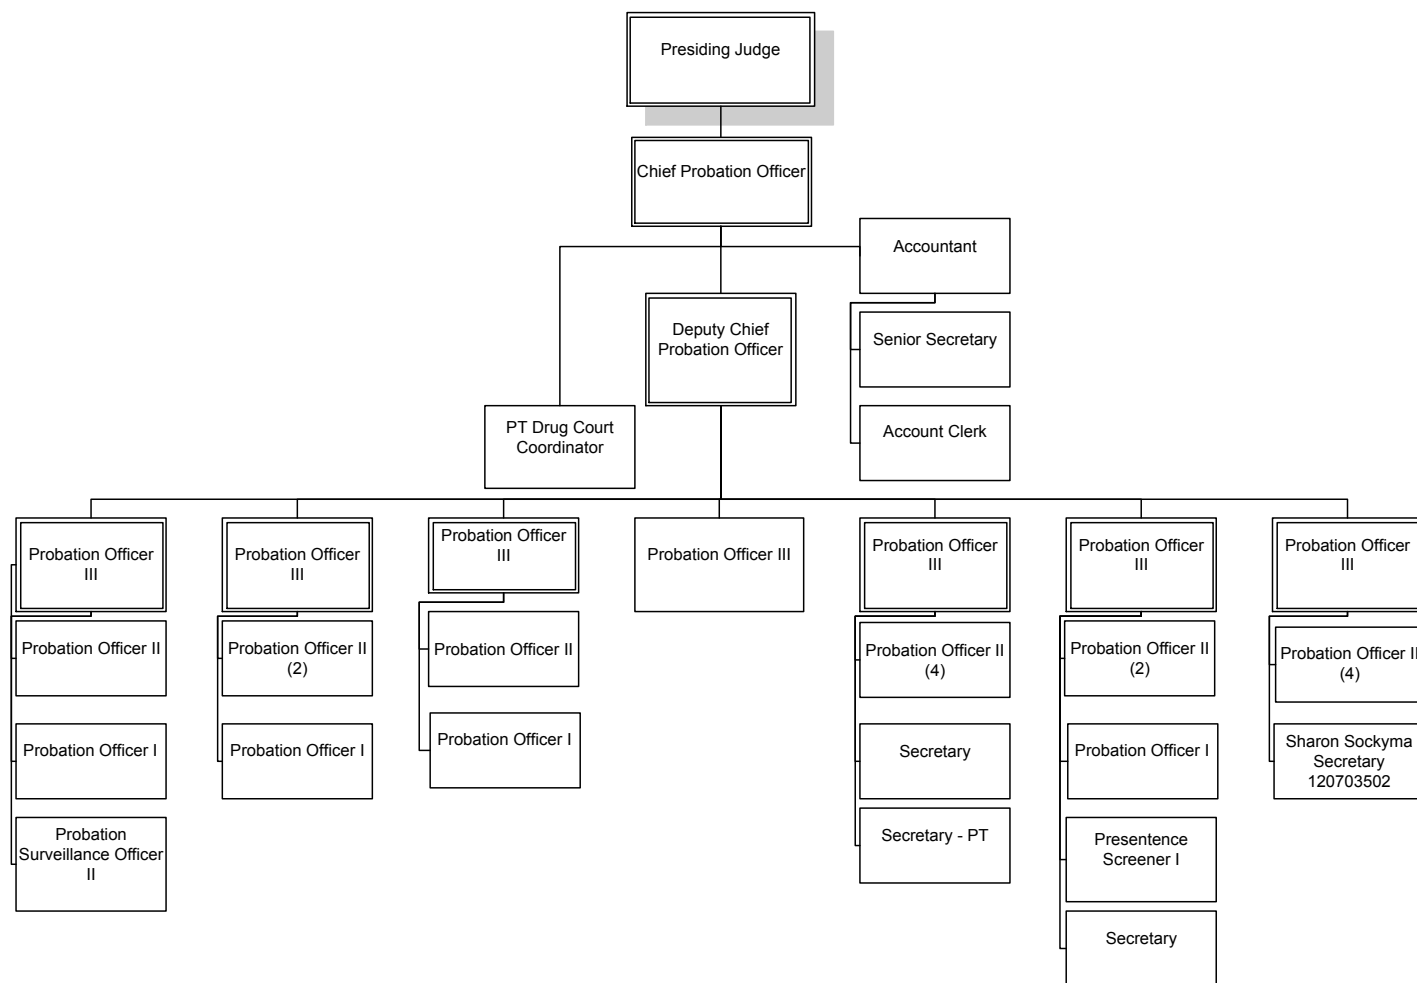 Presiding Judge
Chief Probation Officer
Accountant
Deputy Chief
Probation Officer
Senior Secretary
PT Drug Court
Coordinator
Account Clerk
Probation Officer
III
Probation Officer
III
Probation Officer
III
Probation Officer III
Probation Officer
III
Probation Officer
III
Probation Officer
III
Probation Officer II
Probation Officer II
(2)
Probation Officer II
Probation Officer II
(4)
Probation Officer II
(2)
Probation Officer II
(4)
Probation Officer I
Probation Officer I
Probation Officer I
Secretary
Probation Officer I
Sharon Sockyma
Secretary
120703502
Probation
Surveillance Officer
II
Secretary - PT
Presentence
Screener I
Secretary